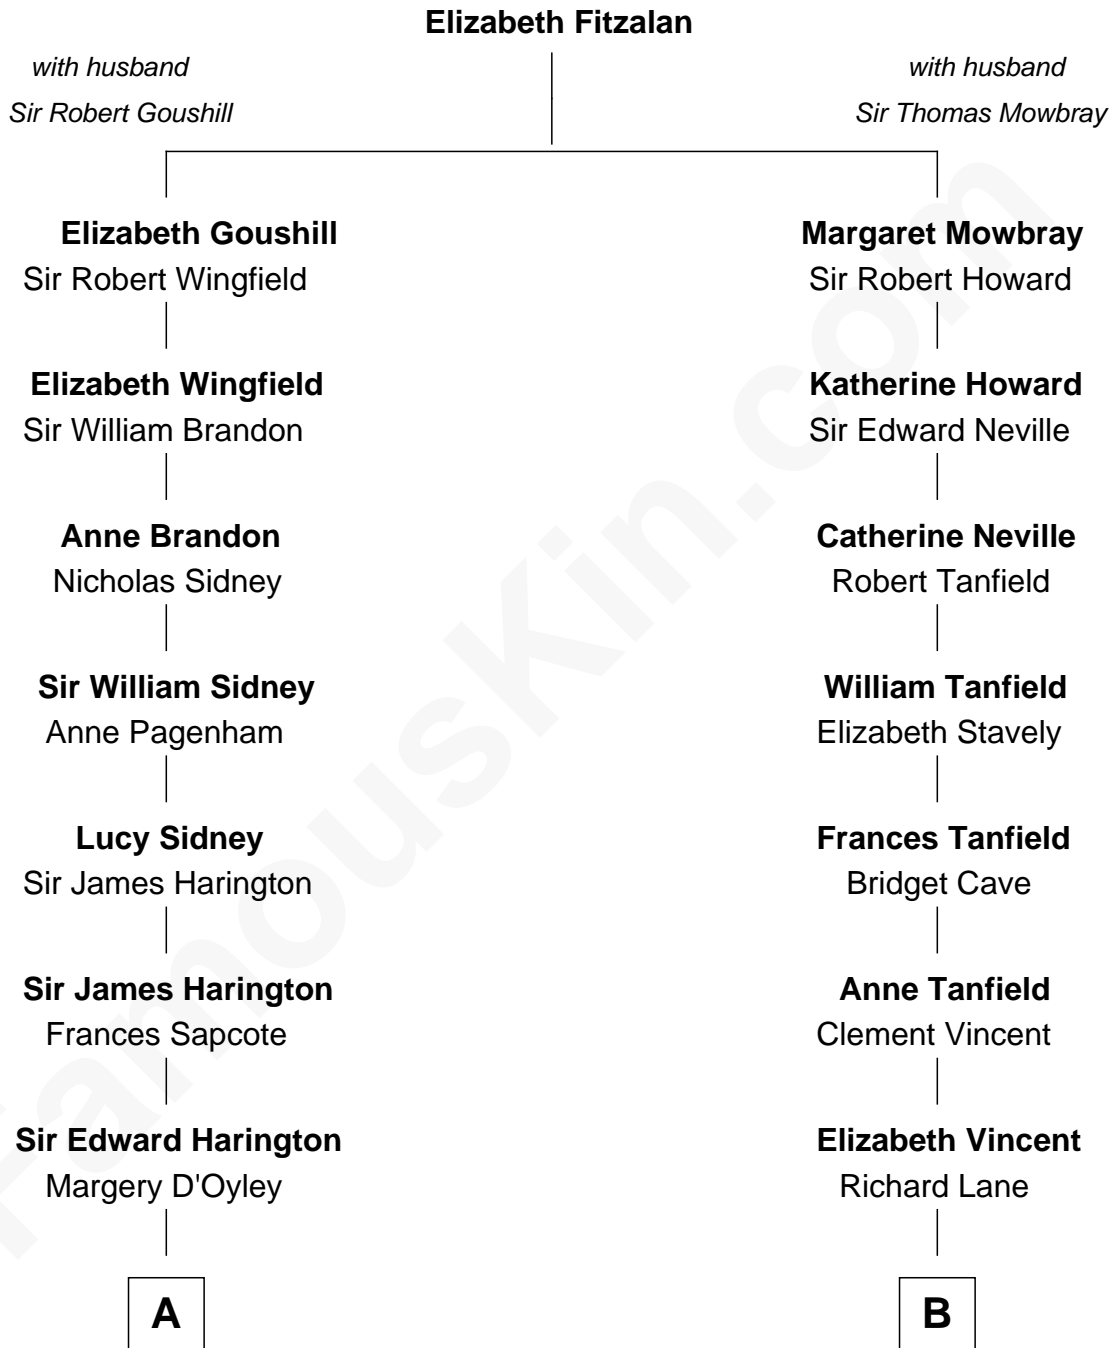 Elizabeth Fitzalan
with husband
Sir Robert Goushill
with husband
Sir Thomas Mowbray
Elizabeth Goushill
Sir Robert Wingfield
Margaret Mowbray
Sir Robert Howard
Elizabeth Wingfield
Sir William Brandon
Katherine Howard
Sir Edward Neville
Anne Brandon
Nicholas Sidney
Catherine Neville
Robert Tanfield
Sir William Sidney
Anne Pagenham
William Tanfield
Elizabeth Stavely
Lucy Sidney
Sir James Harington
Frances Tanfield
Bridget Cave
Sir James Harington
Frances Sapcote
Anne Tanfield
Clement Vincent
Sir Edward Harington
Margery D'Oyley
Elizabeth Vincent
Richard Lane
A
B
FamousKin.com